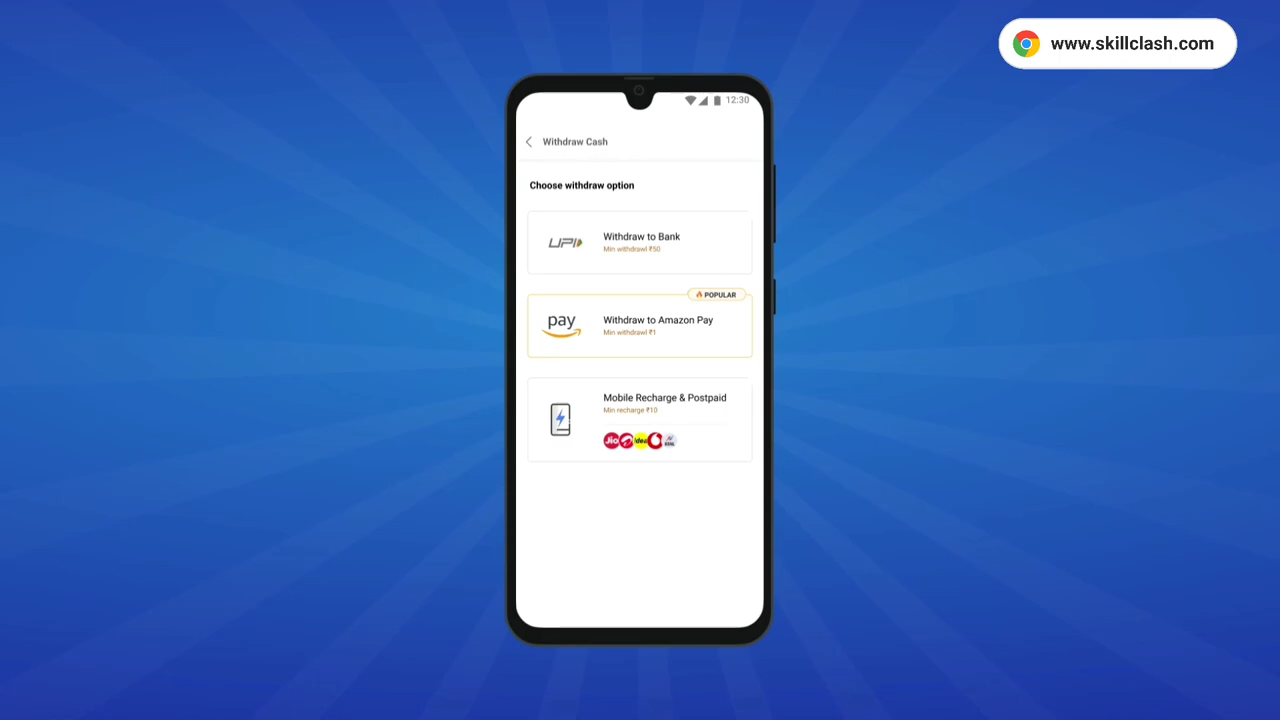 www.skillclash.com
12:30
Withdraw Cash
Choose withdraw option
UPI
Withdraw to Bank
Min withdrawl ₹50
POPULAR
pay
Withdraw to Amazon Pay
Min withdrawl ₹1
Mobile Recharge & Postpaid
Min recharge ₹10
Jio
Idea